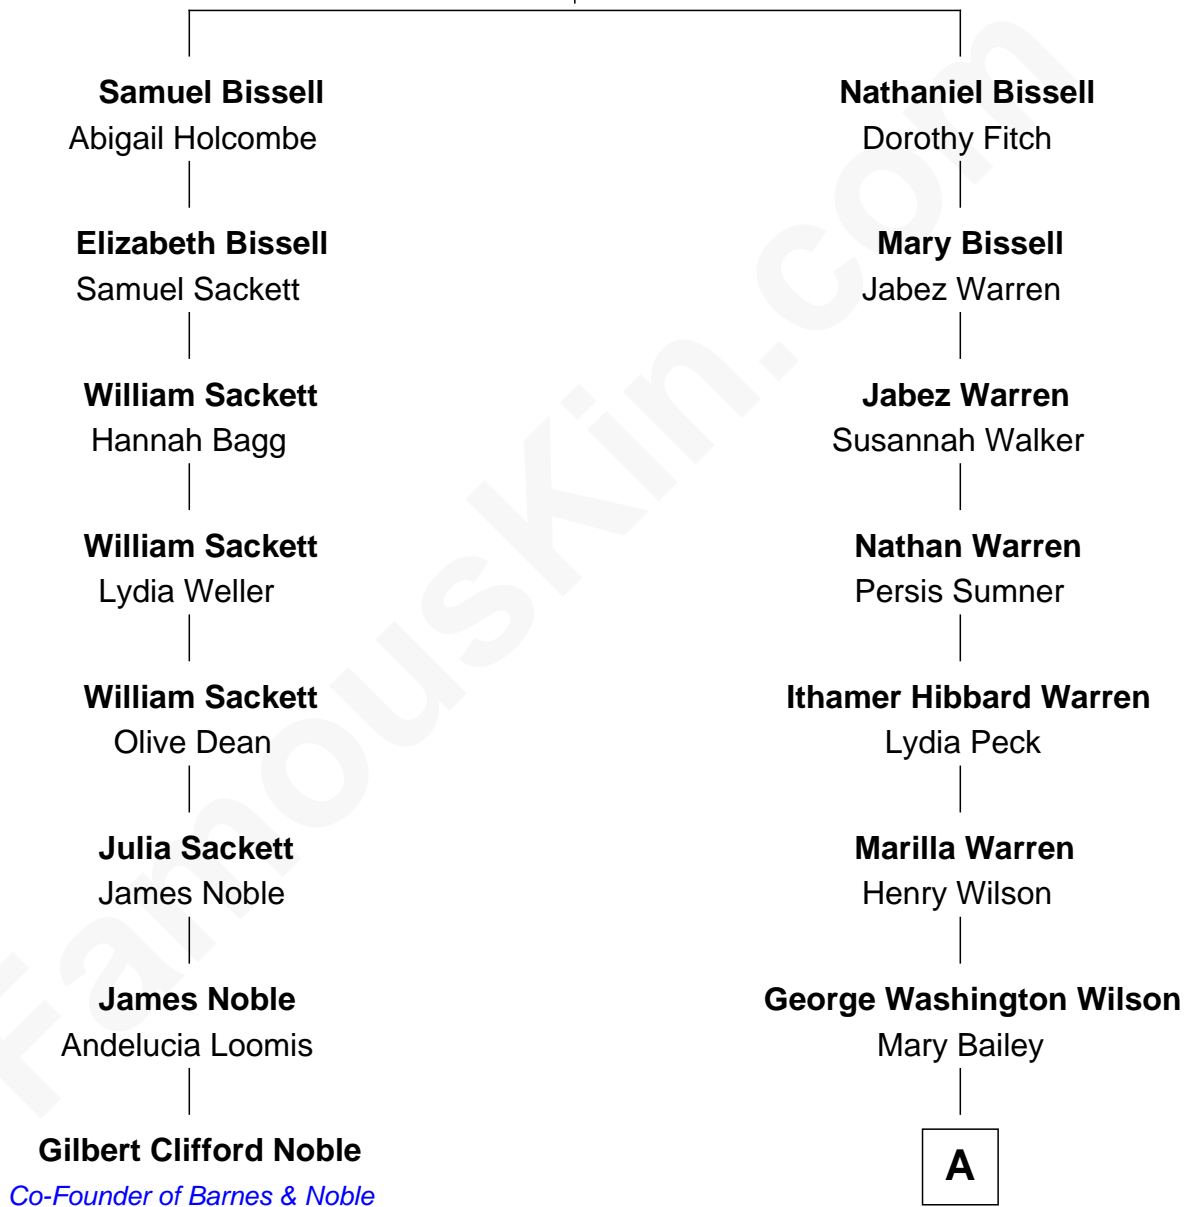 Samuel Bissell
Abigail Holcombe
Elizabeth Bissell
Samuel Sackett
William Sackett
Hannah Bagg
William Sackett
Lydia Weller
William Sackett
Olive Dean
Julia Sackett
James Noble
James Noble
Andelucia Loomis
Gilbert Clifford Noble
Co-Founder of Barnes & Noble
Nathaniel Bissell
Dorothy Fitch
Mary Bissell
Jabez Warren
Jabez Warren
Susannah Walker
Nathan Warren
Persis Sumner
Ithamer Hibbard Warren
Lydia Peck
Marilla Warren
Henry Wilson
George Washington Wilson
Mary Bailey
A
FamousKin.com